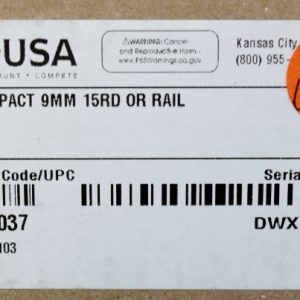 USA
UNT · COMPETE
⚠WARNING: Cancer
and Reproductive Harm -
www.P65Warnings.ca.gov
Kansas City
(800) 955-
PACT 9MM 15RD OR RAIL
Code/UPC
Seria
037
DWX
103